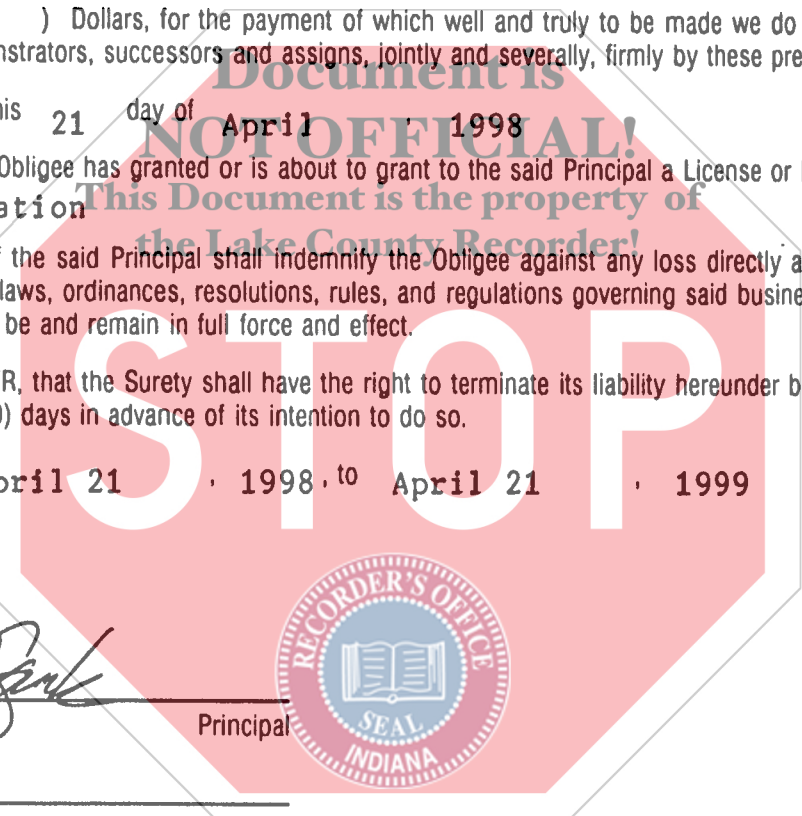 ) Dollars, for the payment of which well and truly to be made we do
nstrators, successors and assigns, jointly and severally, firmly by these pre
Document is
his 21 day of April , 1998
NOT OFFICIAL!
Obligee has granted or is about to grant to the said Principal a License or
This Document is the property of
ation
the Lake County Recorder!
f the said Principal shall indemnify the Obligee against any loss directly a
laws, ordinances, resolutions, rules, and regulations governing said busine
be and remain in full force and effect.
STOP
R, that the Surety shall have the right to terminate its liability hereunder b
0) days in advance of its intention to do so.
pril 21 , 1998, to April 21 , 1999
RECORDER'S OFFICE
SEAL
INDIANA
Principal